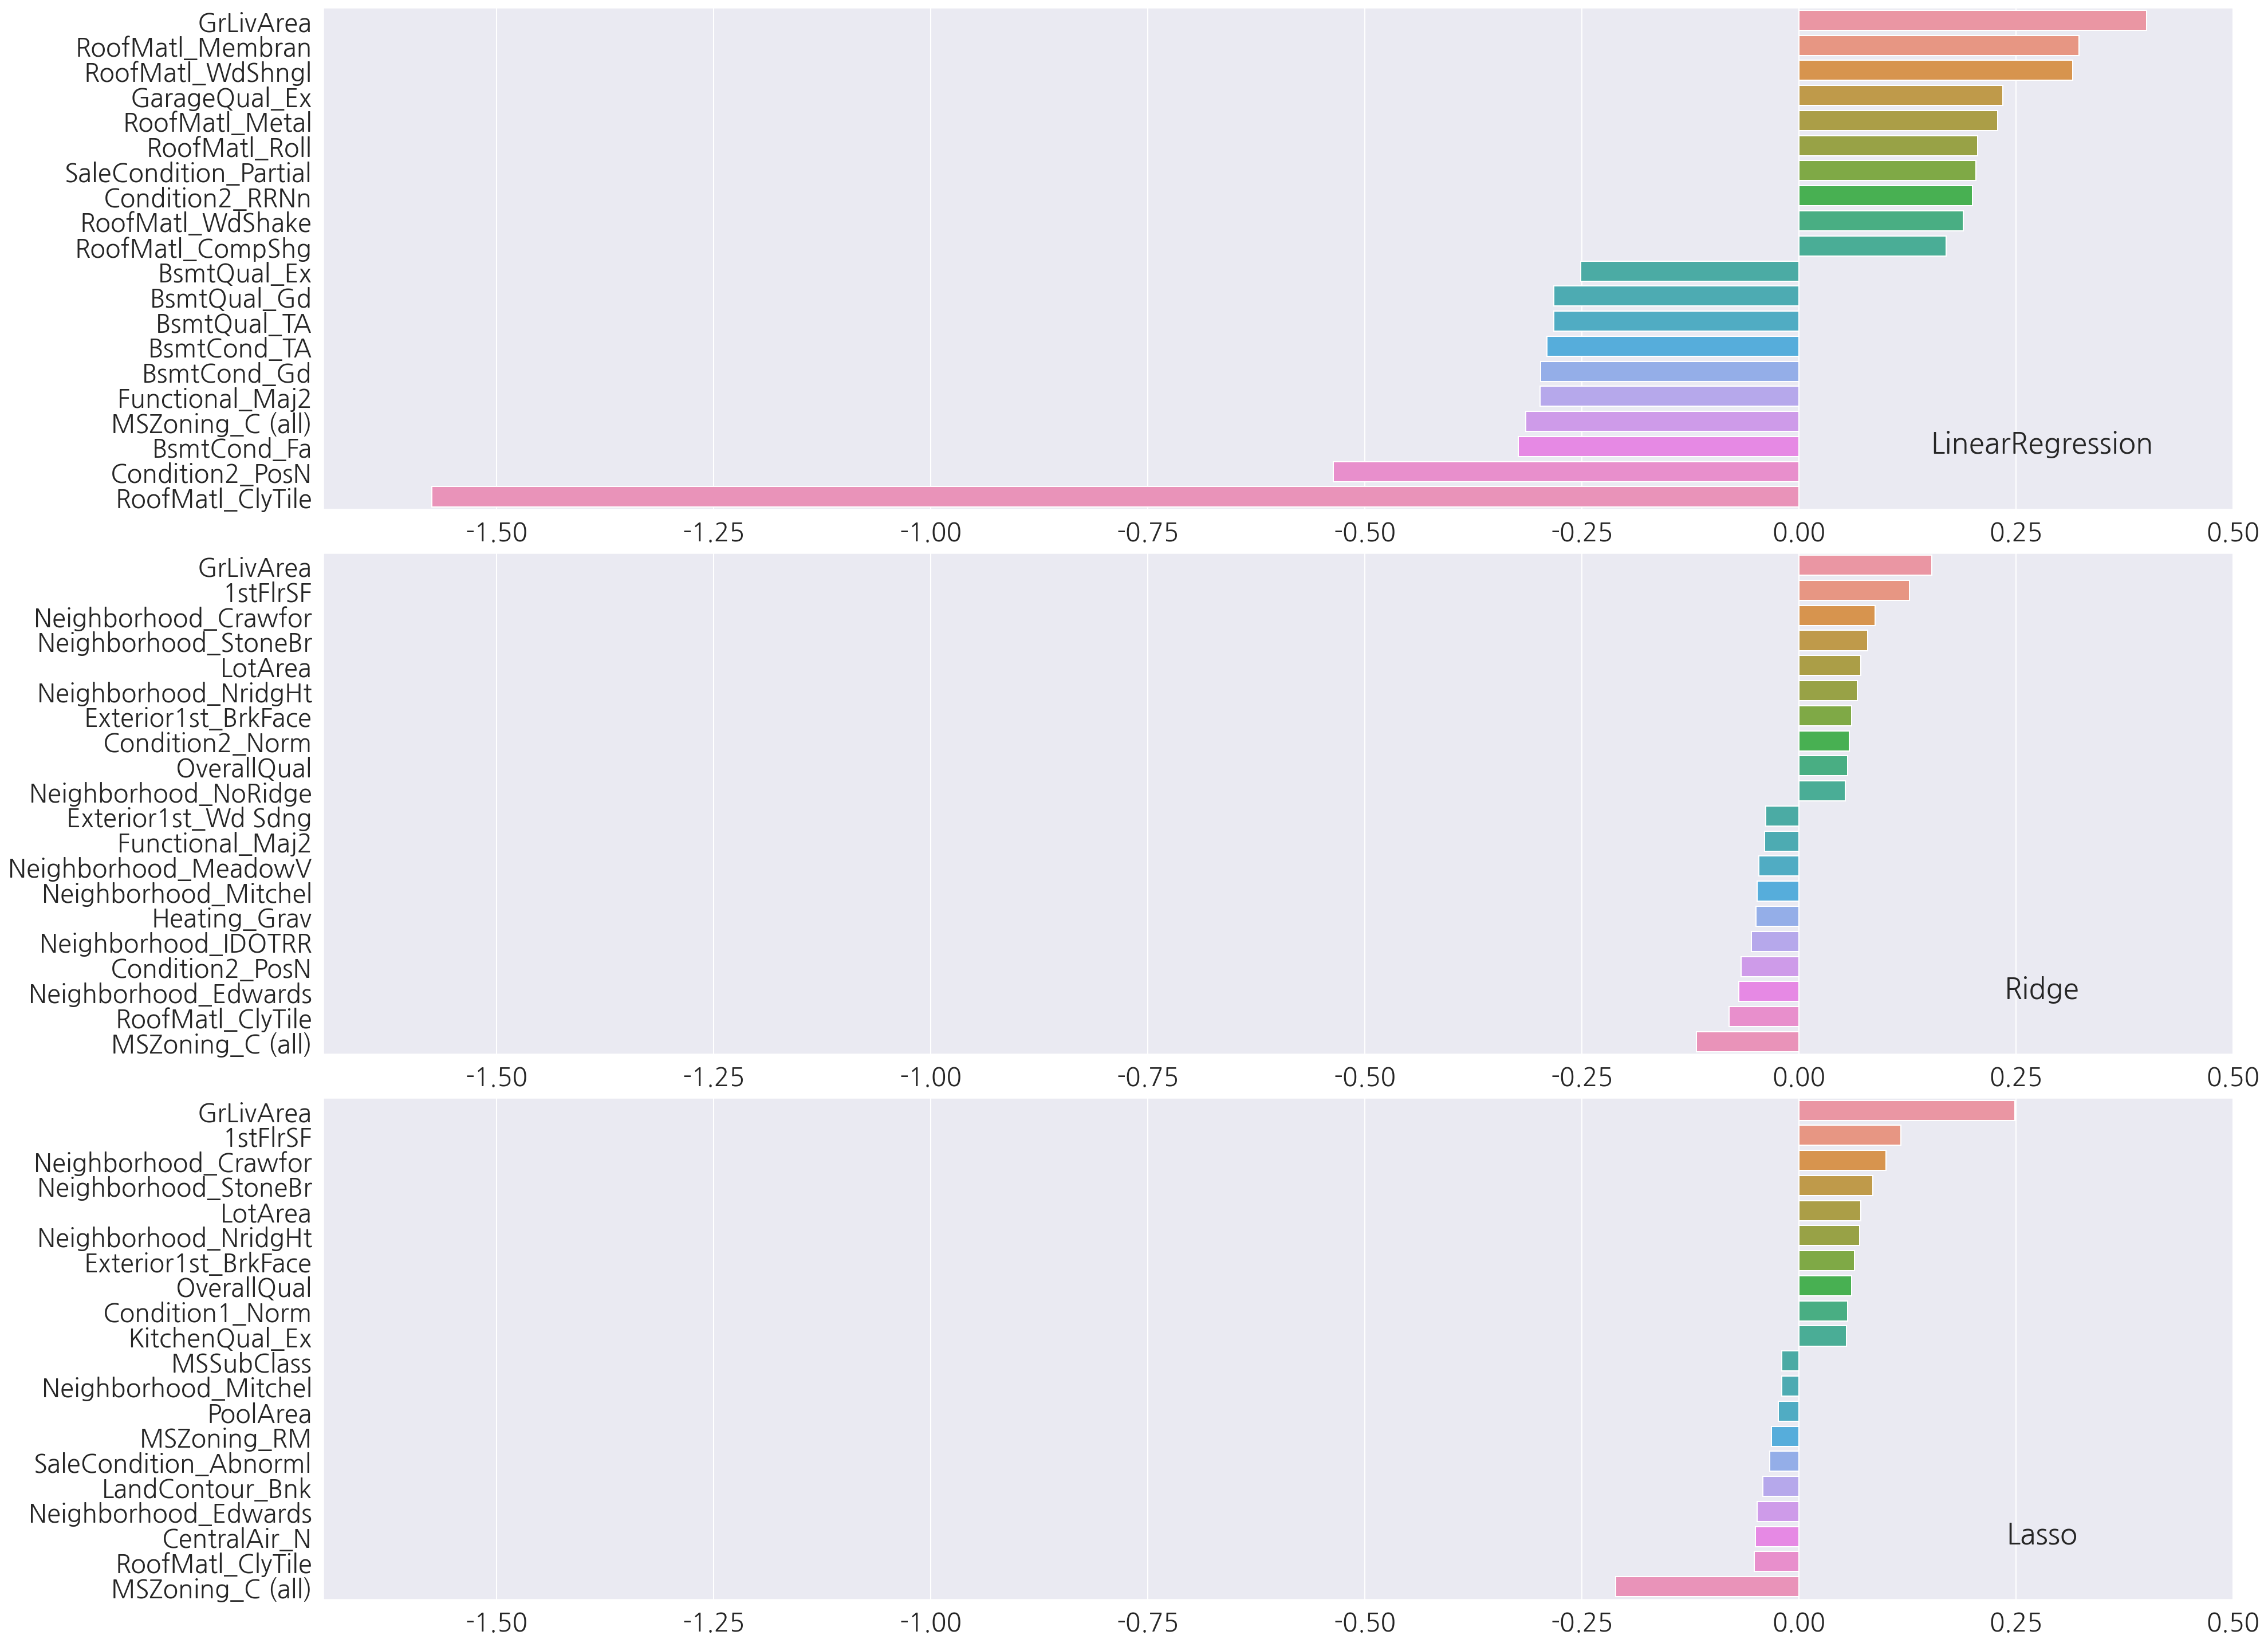 GrLivArea
RoofMatl_Membran
RoofMatl_WdShngl
GarageQual_Ex
RoofMatl_Metal
RoofMatl_Roll
SaleCondition_Partial
Condition2_RRNn
RoofMatl_WdShake
RoofMatl_CompShg
BsmtQual_Ex
BsmtQual_Gd
BsmtQual_TA
BsmtCond_TA
BsmtCond_Gd
Functional_Maj2
MSZoning_C (all)
BsmtCond_Fa
Condition2_PosN
RoofMatl_ClyTile
LinearRegression
-1.50 -1.25 -1.00 -0.75 -0.50 -0.25 0.00 0.25 0.50
GrLivArea
1stFlrSF
Neighborhood_Crawfor
Neighborhood_StoneBr
LotArea
Neighborhood_NridgHt
Exterior1st_BrkFace
Condition2_Norm
OverallQual
Neighborhood_NoRidge
Exterior1st_Wd Sdng
Functional_Maj2
Neighborhood_MeadowV
Neighborhood_Mitchel
Heating_Grav
Neighborhood_IDOTRR
Condition2_PosN
Neighborhood_Edwards
RoofMatl_ClyTile
MSZoning_C (all)
Ridge
-1.50 -1.25 -1.00 -0.75 -0.50 -0.25 0.00 0.25 0.50
GrLivArea
1stFlrSF
Neighborhood_Crawfor
Neighborhood_StoneBr
LotArea
Neighborhood_NridgHt
Exterior1st_BrkFace
OverallQual
Condition1_Norm
KitchenQual_Ex
MSSubClass
Neighborhood_Mitchel
PoolArea
MSZoning_RM
SaleCondition_Abnorml
LandContour_Bnk
Neighborhood_Edwards
CentralAir_N
RoofMatl_ClyTile
MSZoning_C (all)
Lasso
-1.50 -1.25 -1.00 -0.75 -0.50 -0.25 0.00 0.25 0.50